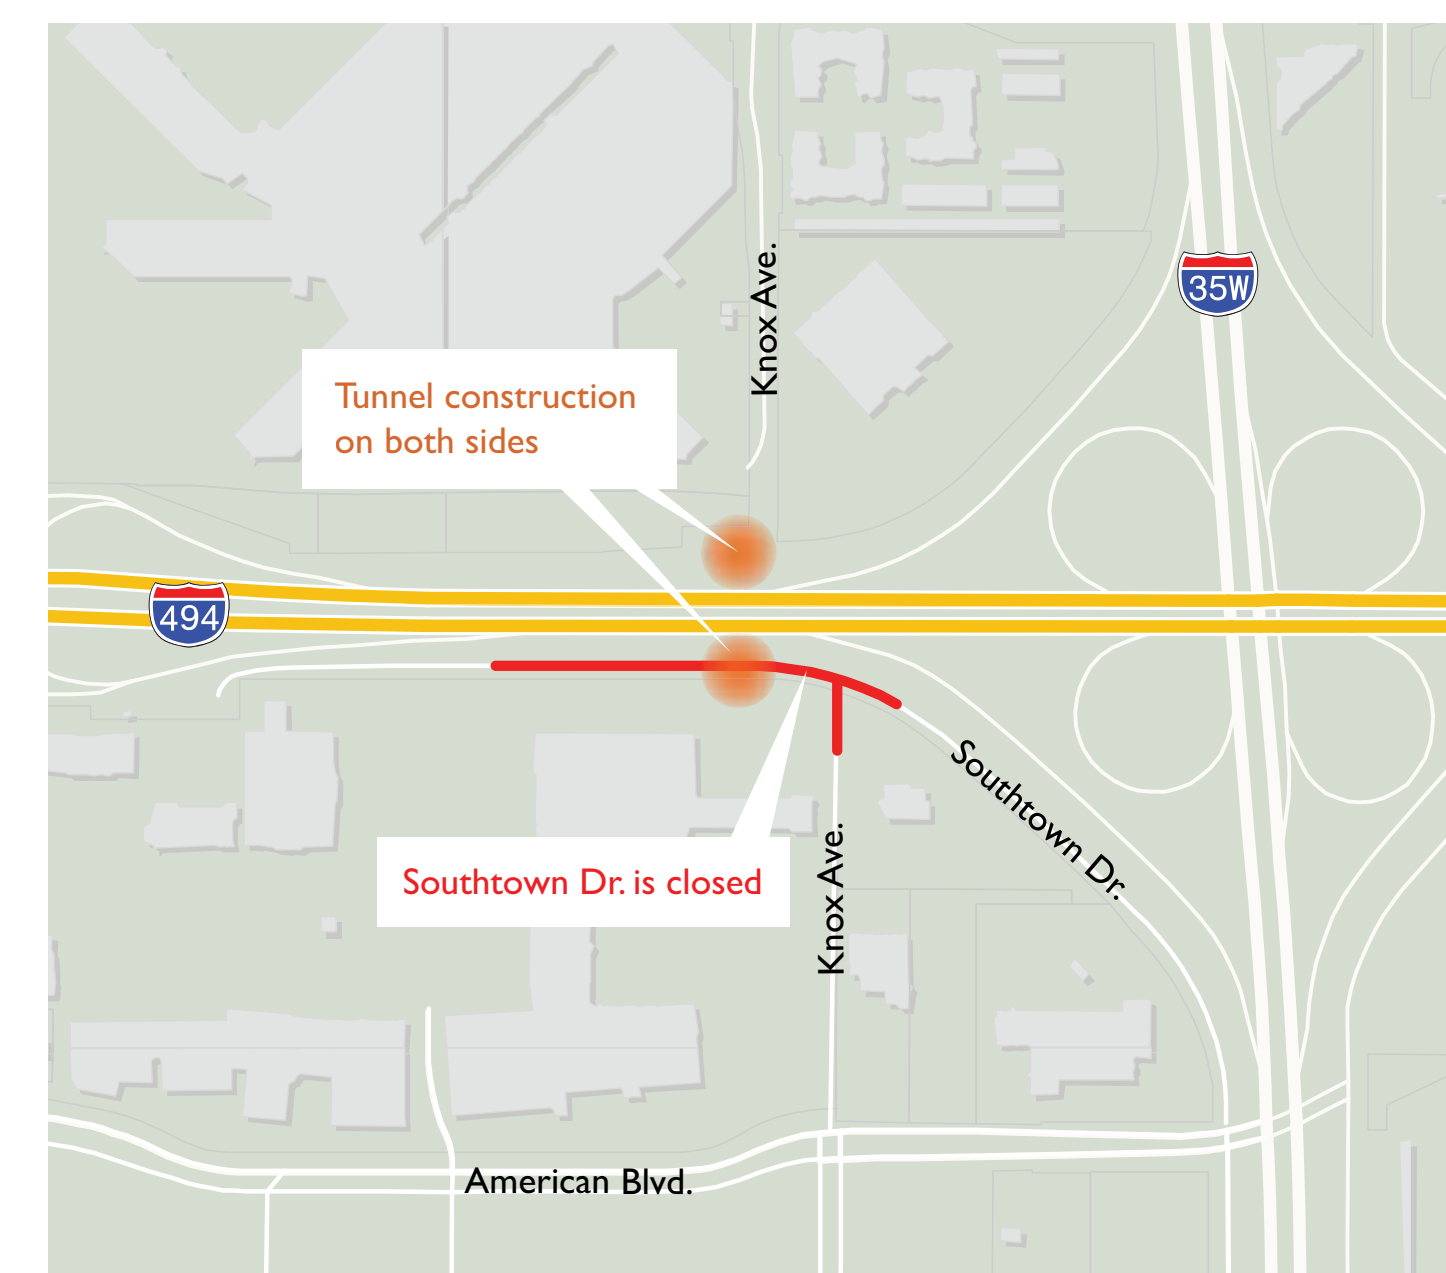 Knox Ave.
35W
Tunnel construction
on both sides
494
Southtown Dr.
Knox Ave.
Southtown Dr. is closed
American Blvd.